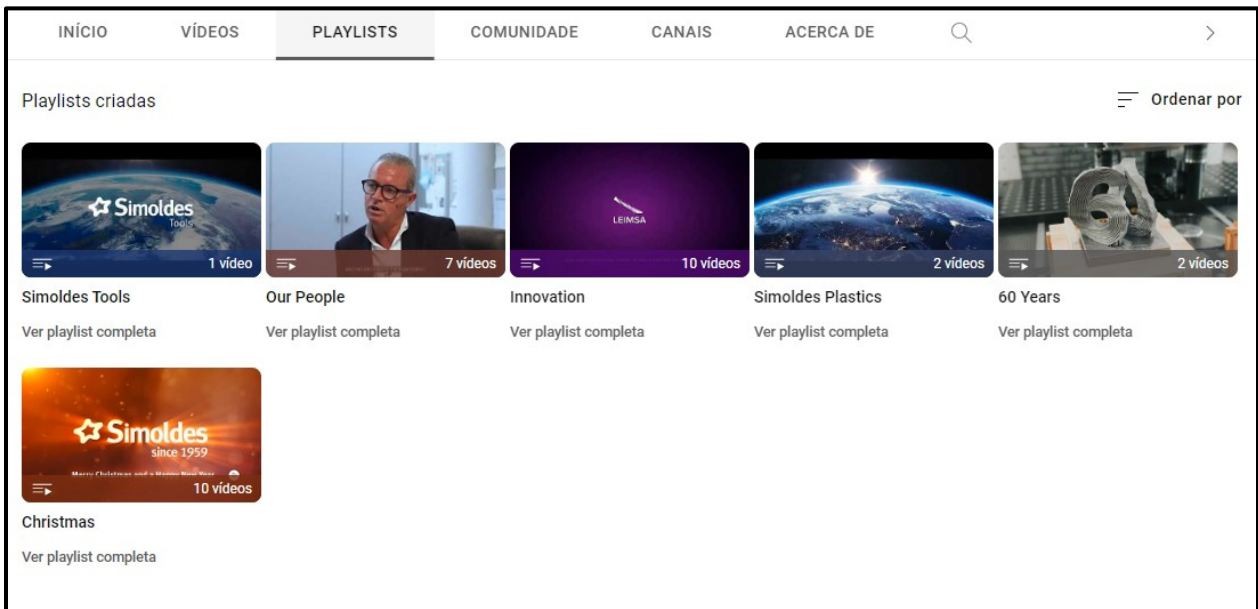 INÍCIO VÍDEOS PLAYLISTS COMUNIDADE CANAIS ACERCA DE
Playlists criadas Ordenar por
Simoldes
Tools
LEIMSA
1 vídeo 7 vídeos 10 vídeos 2 vídeos 2 vídeos
Simoldes Tools Our People Innovation Simoldes Plastics 60 Years
Ver playlist completa Ver playlist completa Ver playlist completa Ver playlist completa Ver playlist completa
Simoldes
since 1959
Merry Christmas and a Happy New Year
10 vídeos
Christmas
Ver playlist completa